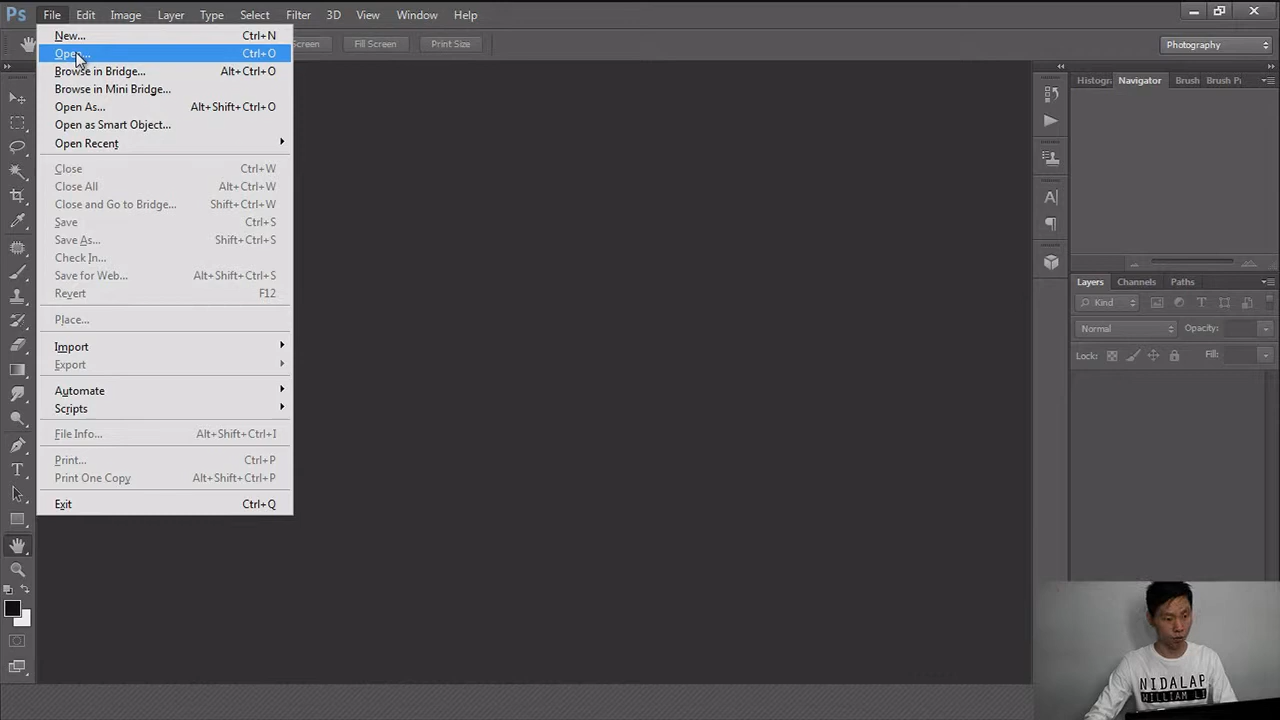 Ps File Edit Image Layer Type Select Filter 3D View Window Help
Screen Fill Screen Print Size Photography
New... Ctrl+N
Open... Ctrl+O
Browse in Bridge... Alt+Ctrl+O
Browse in Mini Bridge...
Open As... Alt+Shift+Ctrl+O
Open as Smart Object...
Open Recent
Close Ctrl+W
Close All Alt+Ctrl+W
Close and Go to Bridge... Shift+Ctrl+W
Save Ctrl+S
Save As... Shift+Ctrl+S
Check In...
Save for Web... Alt+Shift+Ctrl+S
Revert F12
Place...
Import
Export
Automate
Scripts
File Info... Alt+Shift+Ctrl+I
Print... Ctrl+P
Print One Copy Alt+Shift+Ctrl+P
Exit Ctrl+Q
Histogr Navigator Brush Brush P
Layers Channels Paths
Kind
Normal Opacity:
Lock: Fill:
NIDALAP
WILLIAM LI